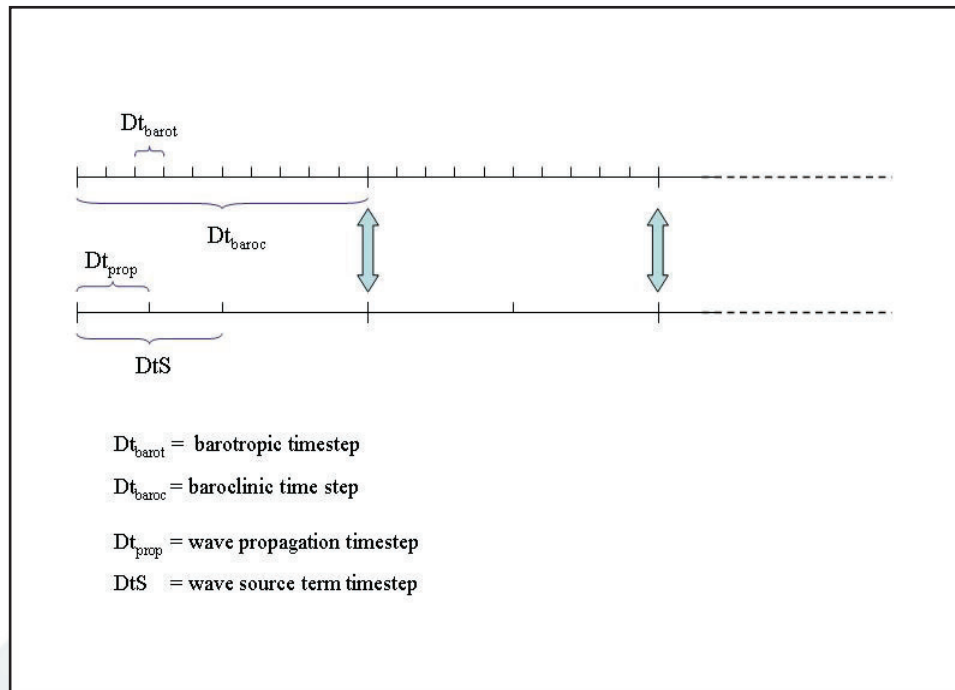 Dt_barot
Dt_baroc
Dt_prop
DtS
Dt_barot = barotropic timestep
Dt_baroc = baroclinic time step
Dt_prop = wave propagation timestep
DtS = wave source term timestep